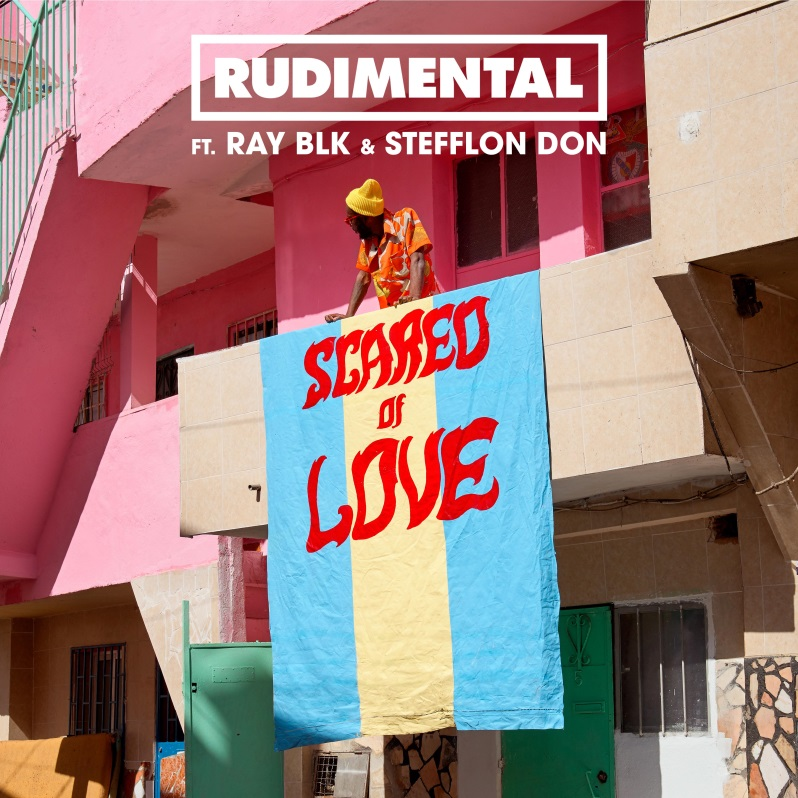 RUDIMENTAL
FT. RAY BLK & STEFFLON DON
SCARED
OF
LOVE